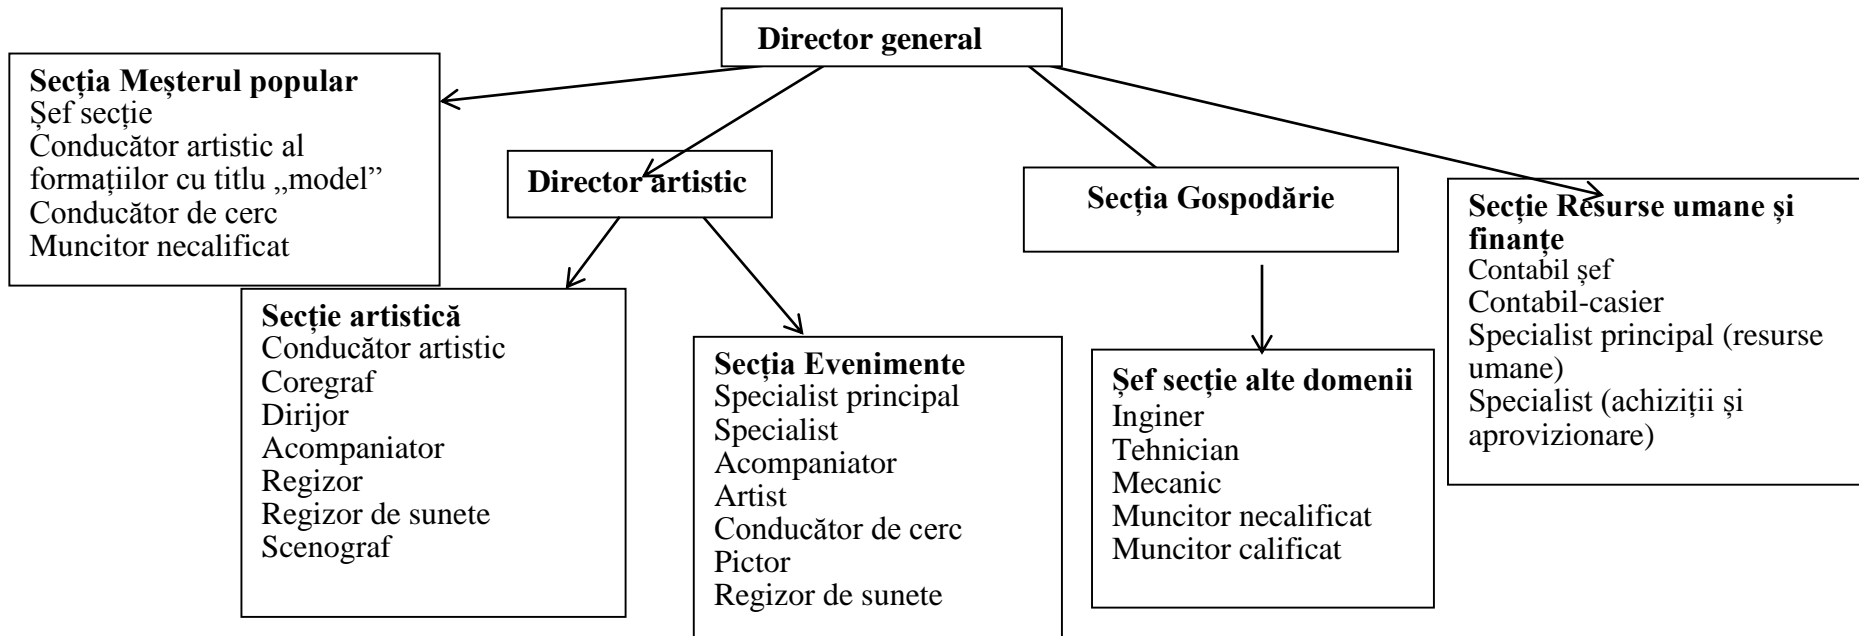 Director general
Secția Meșterul popular
Șef secție
Conducător artistic al
formațiilor cu titlu „model”
Conducător de cerc
Muncitor necalificat
Director artistic
Secția Gospodărie
Secție Resurse umane și
finanțe
Contabil șef
Contabil-casier
Specialist principal (resurse
umane)
Specialist (achiziții și
aprovizionare)
Secție artistică
Conducător artistic
Coregraf
Dirijor
Acompaniator
Regizor
Regizor de sunete
Scenograf
Secția Evenimente
Specialist principal
Specialist
Acompaniator
Artist
Conducător de cerc
Pictor
Regizor de sunete
Șef secție alte domenii
Inginer
Tehnician
Mecanic
Muncitor necalificat
Muncitor calificat